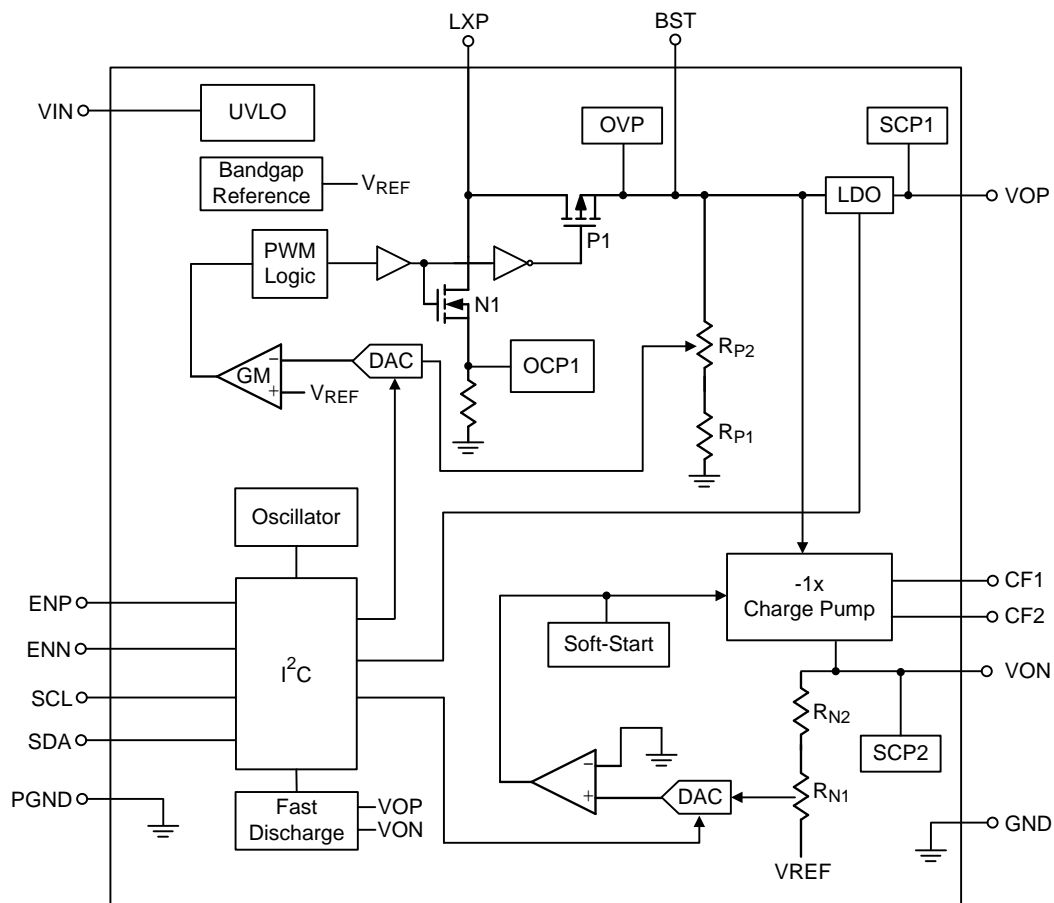 LXP
BST
VIN
UVLO
OVP
SCP1
Bandgap
Reference
VREF
LDO
VOP
P1
PWM
Logic
N1
DAC
OCP1
RP2
GM
−
+
VREF
RP1
Oscillator
-1x
Charge Pump
CF1
CF2
ENP
ENN
SCL
SDA
I²C
Soft-Start
VON
RN2
SCP2
−
+
DAC
RN1
PGND
Fast
Discharge
VOP
VON
GND
VREF